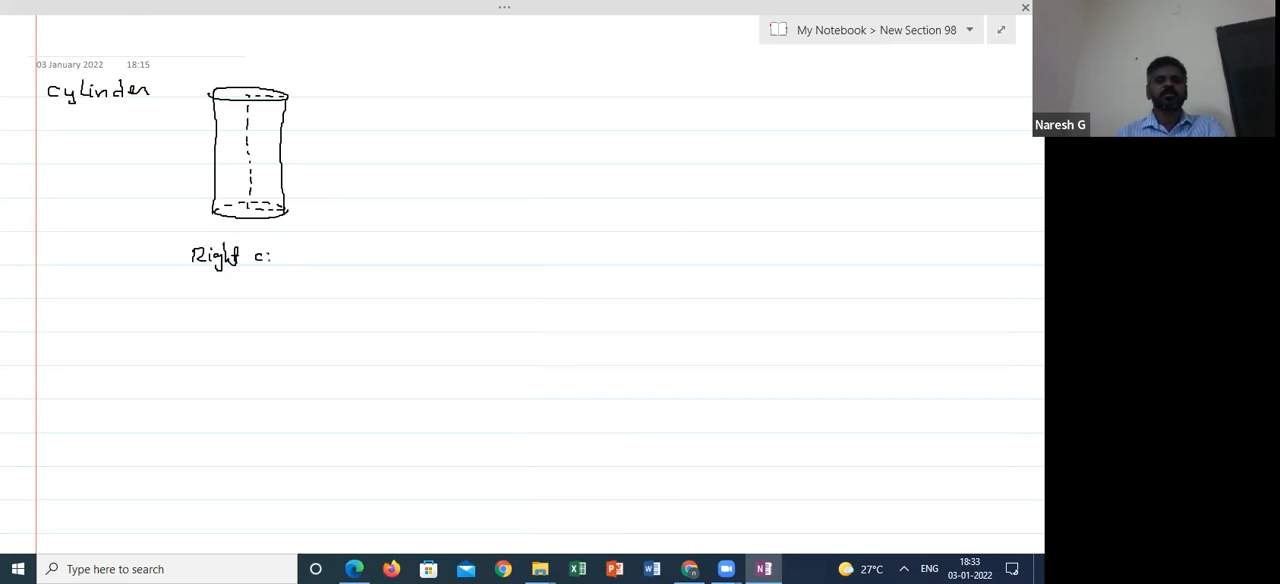 My Notebook > New Section 98
03 January 2022 18:15
cylinder
Naresh G
Right ci
Type here to search
27°C
ENG
18:33
03-01-2022